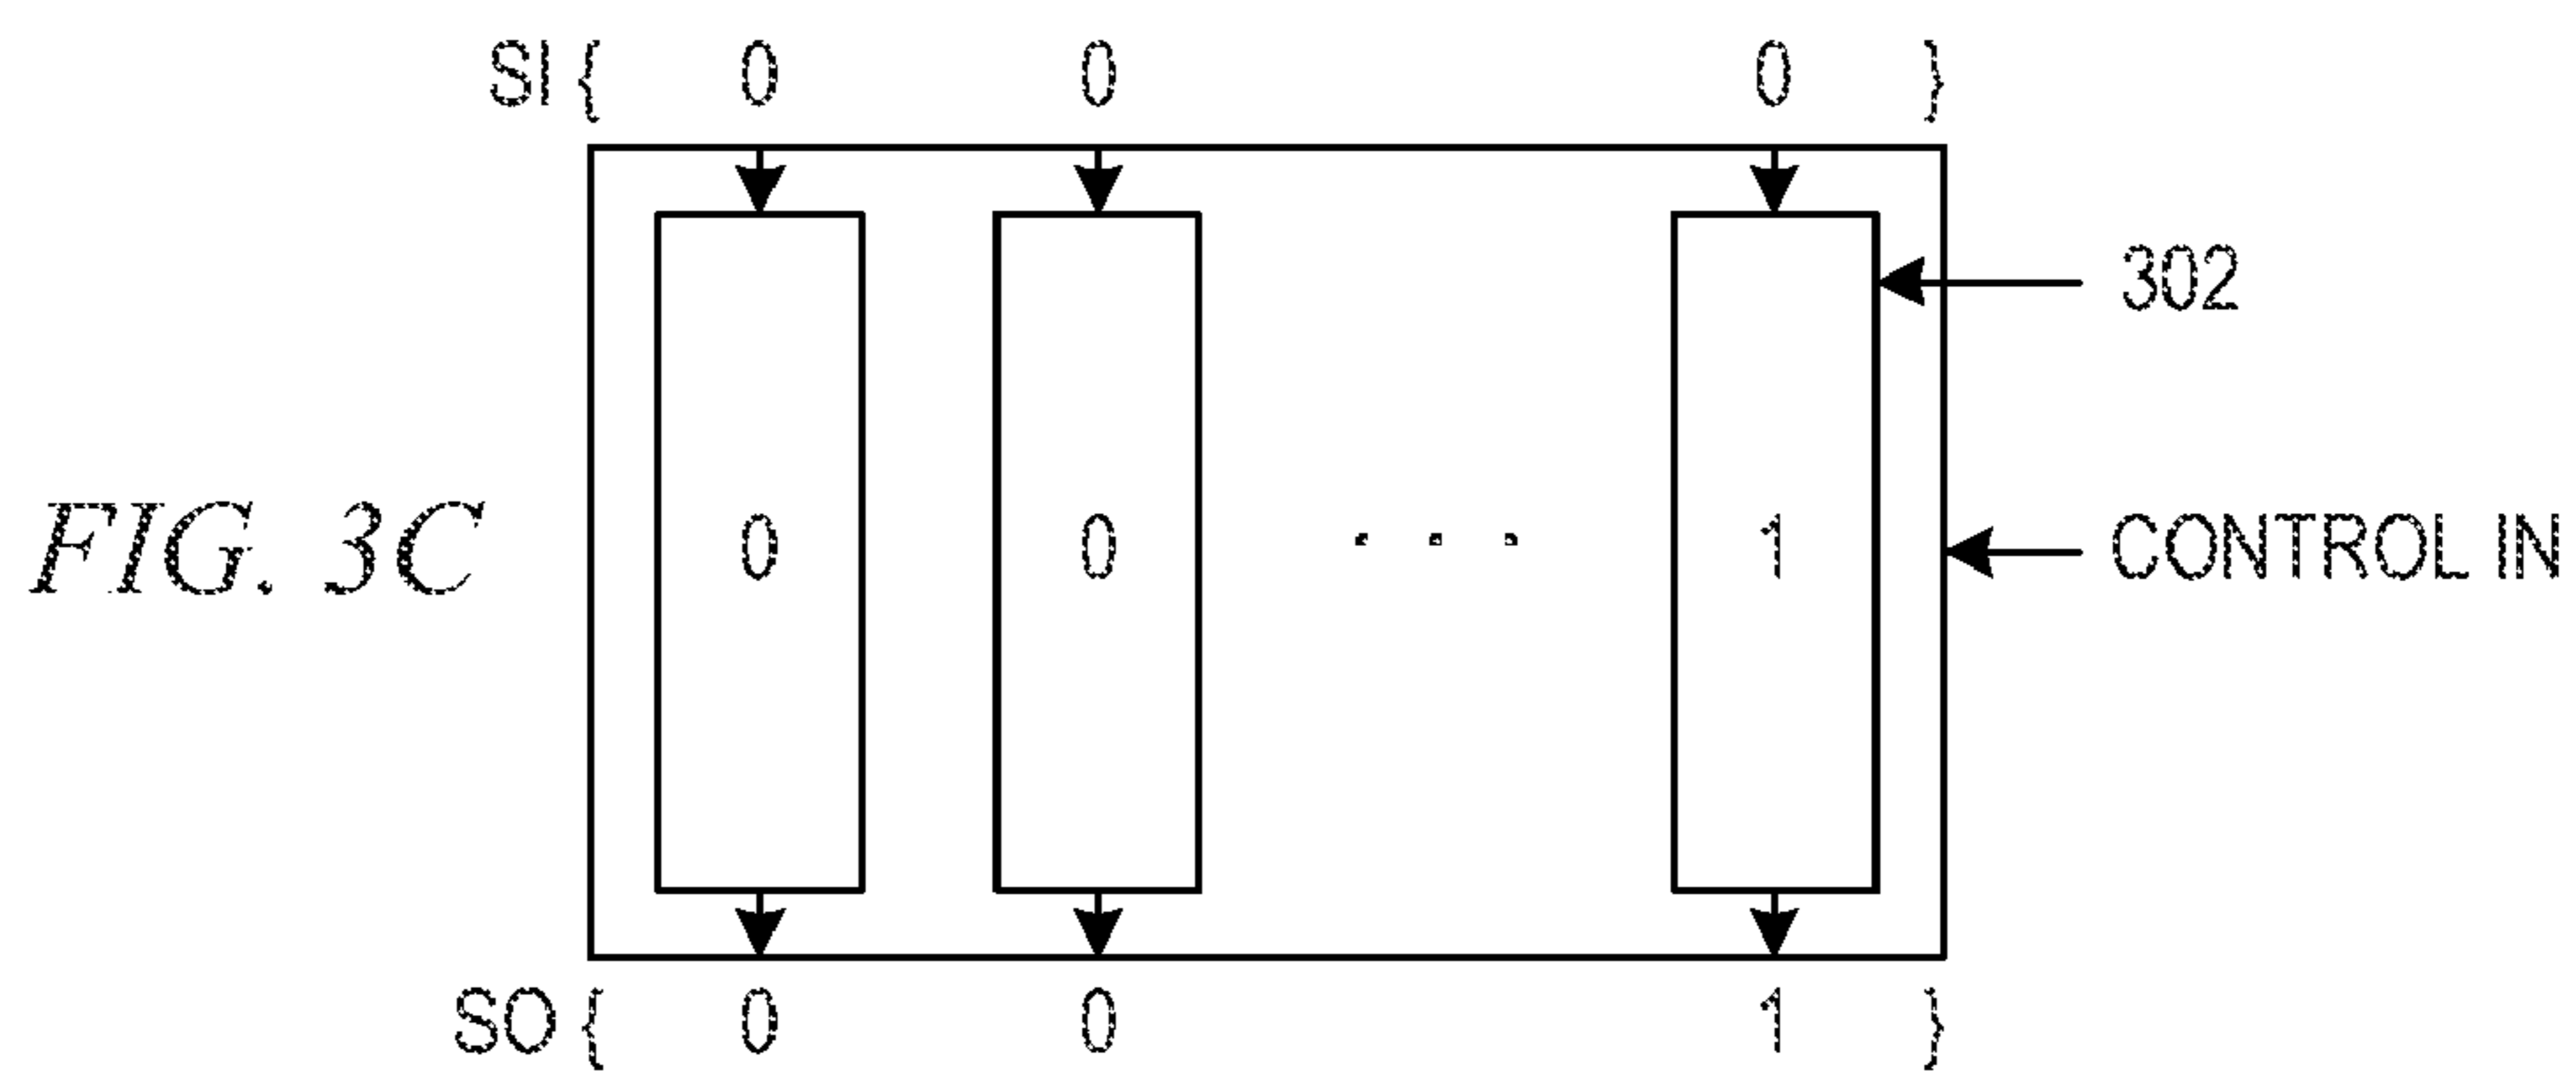 SI { 0 0 0 }
302
FIG. 3C 0 0 . . . 1 CONTROL IN
SO { 0 0 1 }